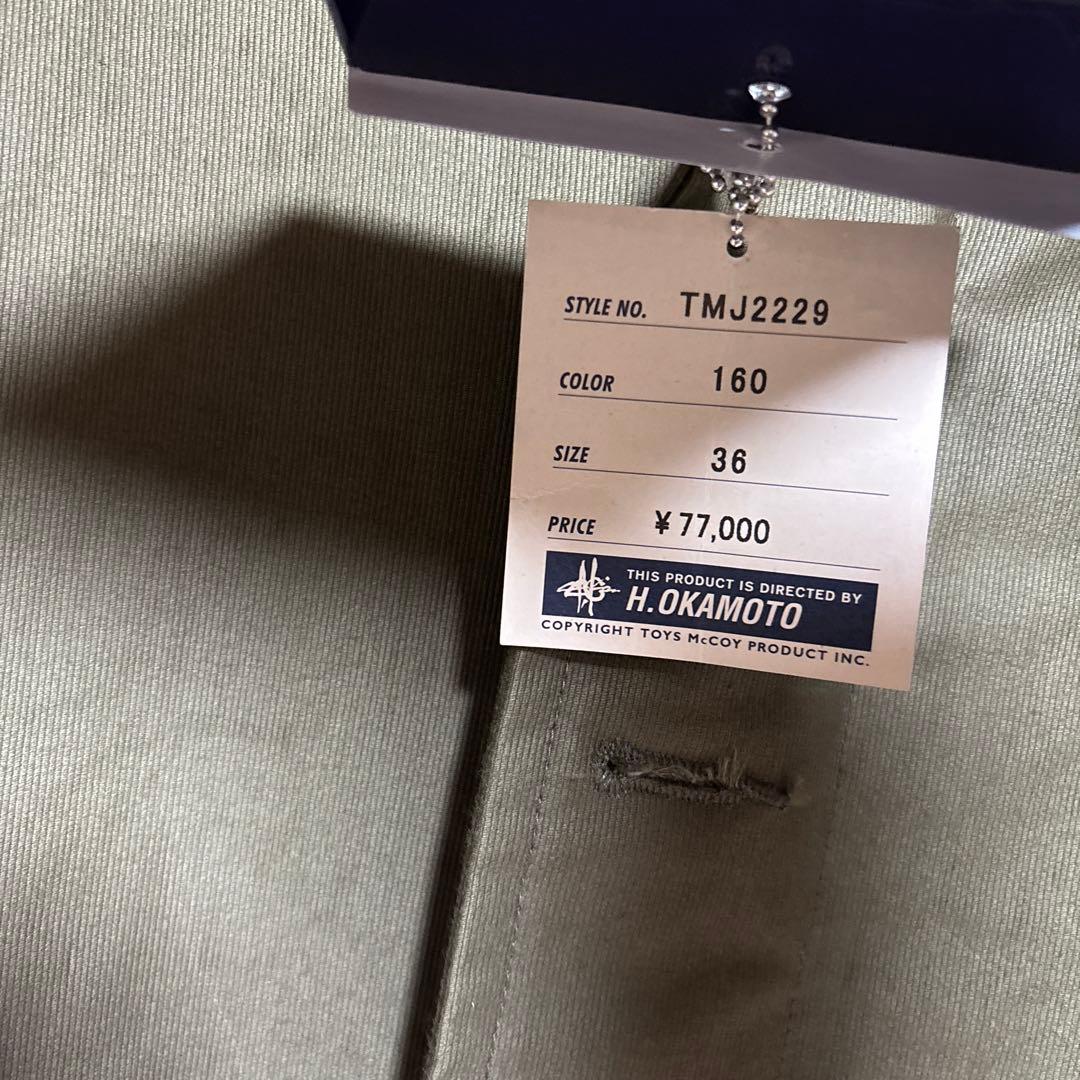 STYLE NO. TMJ2229
COLOR 160
SIZE 36
PRICE ¥77,000
THIS PRODUCT IS DIRECTED BY
H.OKAMOTO
COPYRIGHT TOYS McCOY PRODUCT INC.